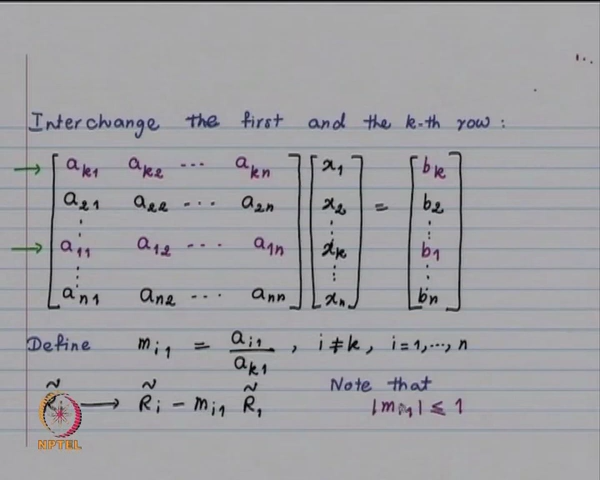 Interchange the first and the k-th row:
[ a_k1 a_k2 ... a_kn ] [ x_1 ] [ b_k ]
[ a_21 a_22 ... a_2n ] [ x_2 ] = [ b_2 ]
⋮ ⋮ ⋮
→ [ a_11 a_12 ... a_1n ] [ x_k ] [ b_1 ]
⋮ ⋮ ⋮
[ a_n1 a_n2 ... a_nn ] [ x_n ] [ b_n ]
Define m_i1 = a_i1 / a_k1 , i ≠ k, i = 1, ..., n
R̃_i → R̃_i - m_i1 R̃_1 Note that
|m_i1| ≤ 1
NPTEL